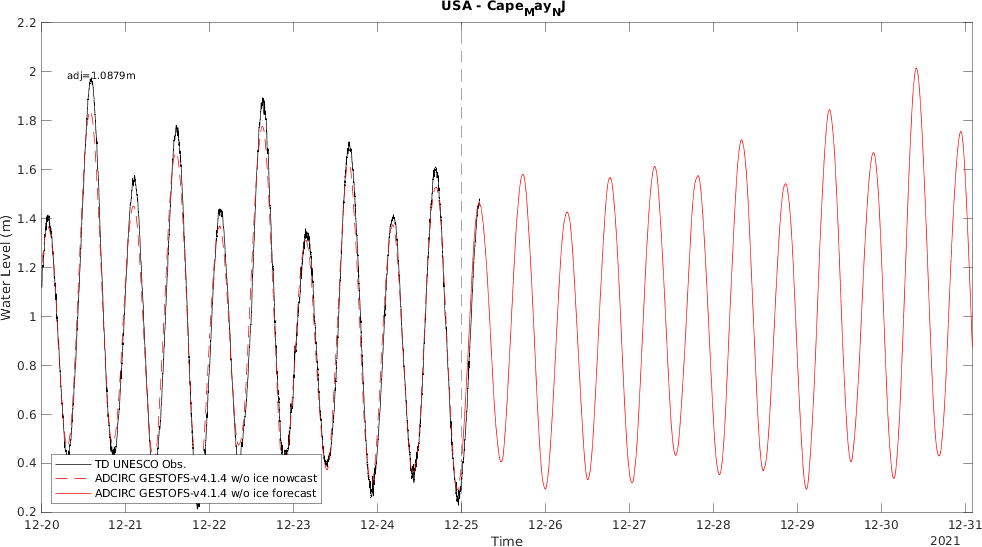 USA - CapeMayNJ
2.2
2
1.8
1.6
1.4
1.2
1
0.8
0.6
0.4
0.2
Water Level (m)
adj=1.0879m
TD UNESCO Obs.
ADCIRC GESTOFS-v4.1.4 w/o ice nowcast
ADCIRC GESTOFS-v4.1.4 w/o ice forecast
12-20 12-21 12-22 12-23 12-24 12-25 12-26 12-27 12-28 12-29 12-30 12-31
Time
2021